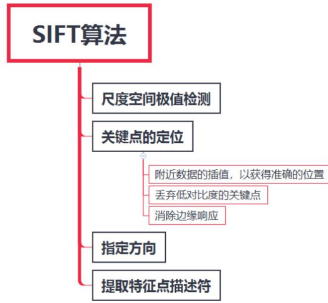 SIFT算法
尺度空间极值检测
关键点的定位
附近数据的插值，以获得准确的位置
丢弃低对比度的关键点
消除边缘响应
指定方向
提取特征点描述符